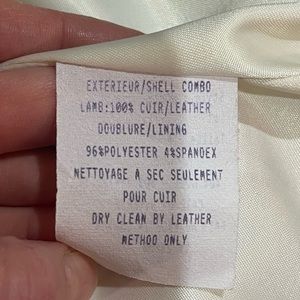 EXTERIEUR/SHELL COMBO
LAMB:100% CUIR/LEATHER
DOUBLURE/LINING
96%POLYESTER 4%SPANDEX
NETTOYAGE À SEC SEULEMENT
POUR CUIR
DRY CLEAN BY LEATHER
METHOD ONLY